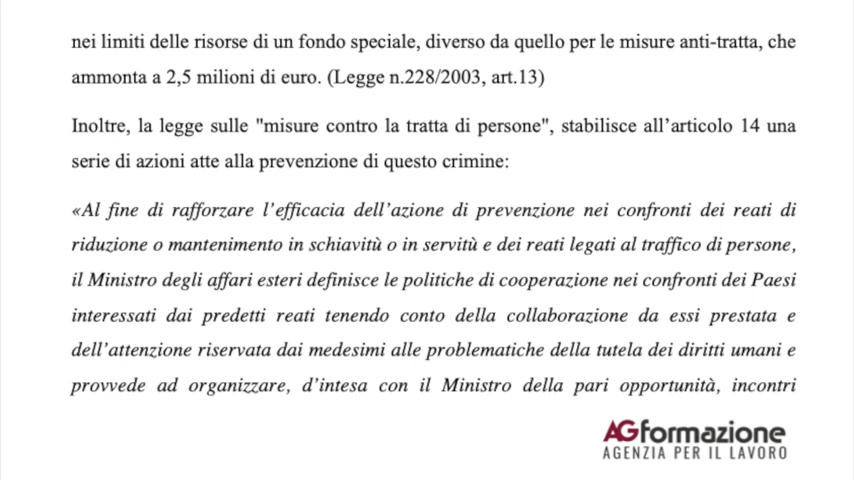 nei limiti delle risorse di un fondo speciale, diverso da quello per le misure anti-tratta, che
ammonta a 2,5 milioni di euro. (Legge n.228/2003, art.13)
Inoltre, la legge sulle "misure contro la tratta di persone", stabilisce all’articolo 14 una
serie di azioni atte alla prevenzione di questo crimine:
«Al fine di rafforzare l’efficacia dell’azione di prevenzione nei confronti dei reati di
riduzione o mantenimento in schiavitù o in servitù e dei reati legati al traffico di persone,
il Ministro degli affari esteri definisce le politiche di cooperazione nei confronti dei Paesi
interessati dai predetti reati tenendo conto della collaborazione da essi prestata e
dell’attenzione riservata dai medesimi alle problematiche della tutela dei diritti umani e
provvede ad organizzare, d’intesa con il Ministro della pari opportunità, incontri
AGformazione
AGENZIA PER IL LAVORO